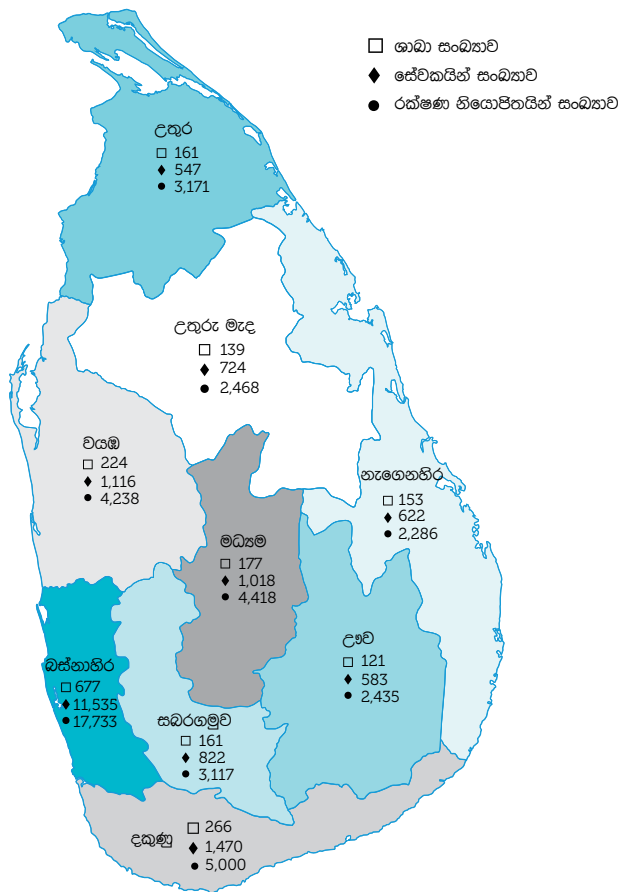 □ ශාඛා සංඛ්‍යාව
◆ සේවකයින් සංඛ්‍යාව
● රක්ෂණ නියෝජිතයින් සංඛ්‍යාව
උතුර
□ 161
◆ 547
● 3,171
උතුරු මැද
□ 139
◆ 724
● 2,468
වයඹ
□ 224
◆ 1,116
● 4,238
නැගෙනහිර
□ 153
◆ 622
● 2,286
මධ්‍යම
□ 177
◆ 1,018
● 4,418
ඌව
□ 121
◆ 583
● 2,435
බස්නාහිර
□ 677
◆ 11,535
● 17,733
සබරගමුව
□ 161
◆ 822
● 3,117
දකුණු □ 266
◆ 1,470
● 5,000